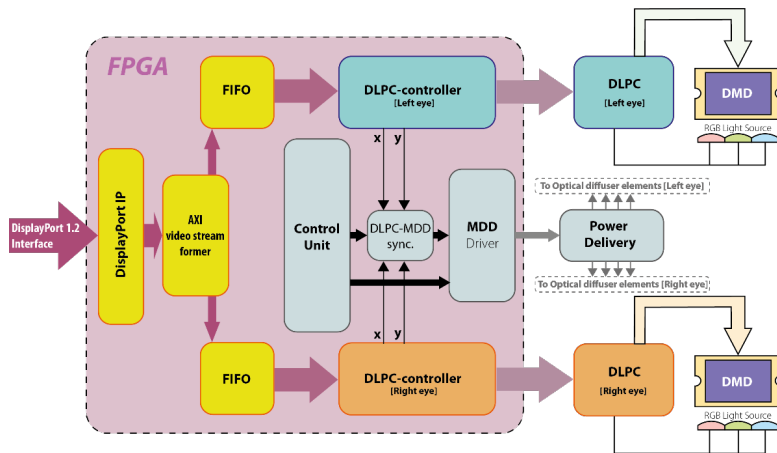 FPGA
FIFO
DLPC-controller
[Left eye]
DLPC
[Left eye]
DMD
RGB Light Source
x
y
DisplayPort 1.2
Interface
DisplayPort IP
AXI
video stream
former
Control
Unit
DLPC-MDD
sync.
MDD
Driver
To Optical diffuser elements [Left eye]
Power
Delivery
To Optical diffuser elements [Right eye]
x
y
FIFO
DLPC-controller
[Right eye]
DLPC
[Right eye]
DMD
RGB Light Source